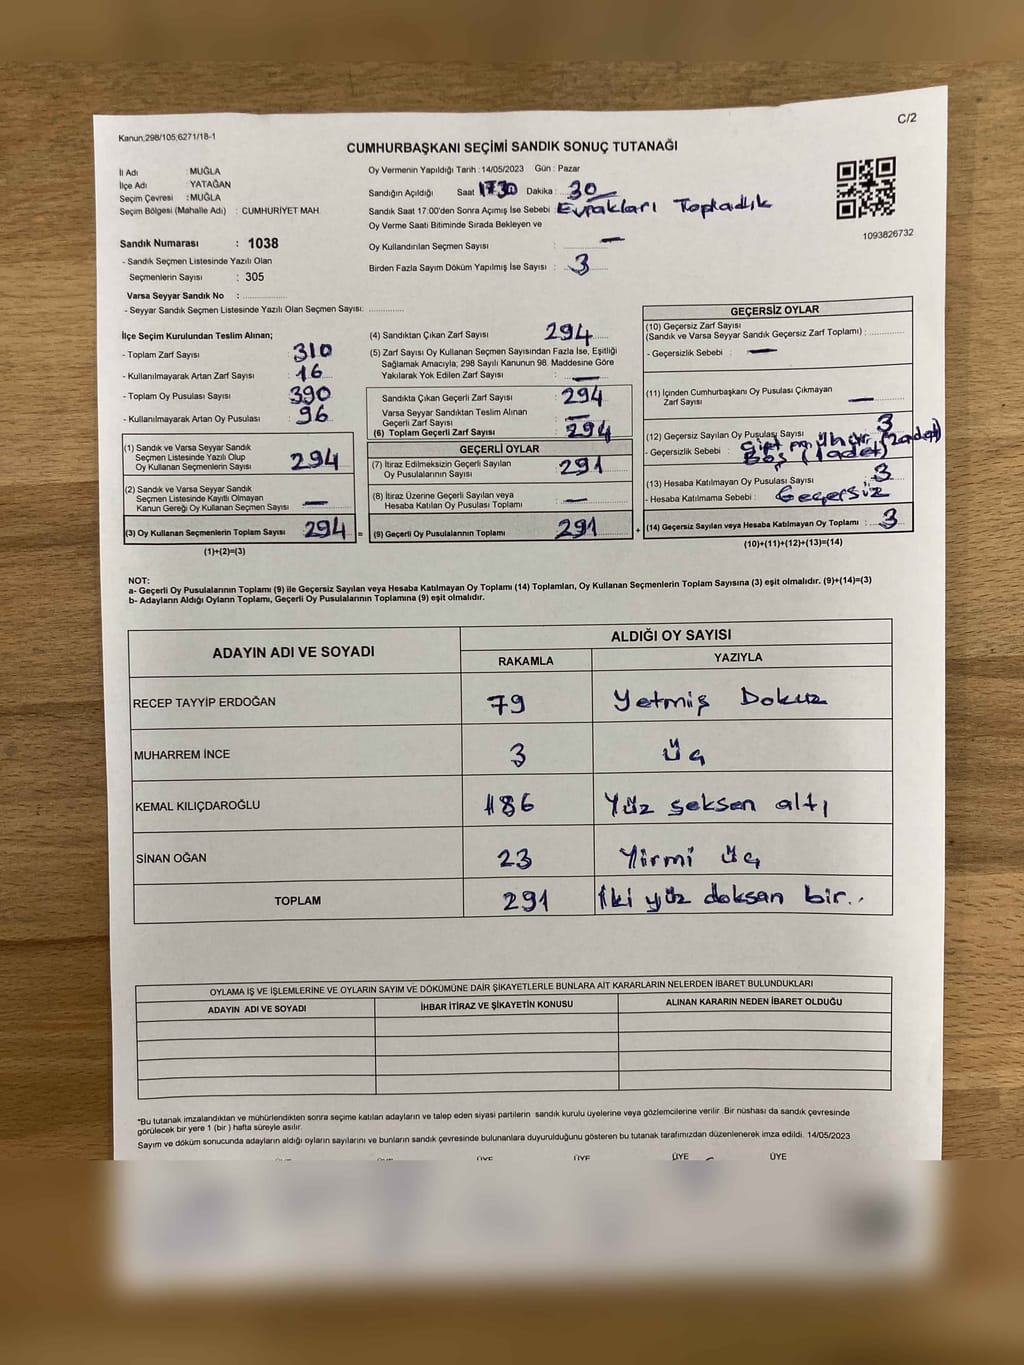 Kanun:298/105;6271/18-1
C/2
CUMHURBAŞKANI SEÇİMİ SANDIK SONUÇ TUTANAĞI
İl Adı : MUĞLA
İlçe Adı : YATAĞAN
Seçim Çevresi : MUĞLA
Seçim Bölgesi (Mahalle Adı) : CUMHURİYET MAH.
Sandık Numarası : 1038
- Sandık Seçmen Listesinde Yazılı Olan
Seçmenlerin Sayısı : 305
Varsa Seyyar Sandık No : ...............
- Seyyar Sandık Seçmen Listesinde Yazılı Olan Seçmen Sayısı: ............
Oy Vermenin Yapıldığı Tarih : 14/05/2023 Gün : Pazar
Sandığın Açıldığı Saat 1730 Dakika : 30
Sandık Saat 17:00'den Sonra Açımış İse Sebebi Evrakları Topladık
Oy Verme Saati Bitiminde Sırada Bekleyen ve
Oy Kullandırılan Seçmen Sayısı : —
Birden Fazla Sayım Döküm Yapılmış İse Sayısı : 3
1093826732
İlçe Seçim Kurulundan Teslim Alınan;
- Toplam Zarf Sayısı : 310
- Kullanılmayarak Artan Zarf Sayısı : 16
- Toplam Oy Pusulası Sayısı : 390
- Kullanılmayarak Artan Oy Pusulası : 96
(1) Sandık ve Varsa Seyyar Sandık
Seçmen Listesinde Yazılı Olup
Oy Kullanan Seçmenlerin Sayısı 294
(2) Sandık ve Varsa Seyyar Sandık
Seçmen Listesinde Kayıtlı Olmayan
Kanun Gereği Oy Kullanan Seçmen Sayısı —
(3) Oy Kullanan Seçmenlerin Toplam Sayısı 294 =
(1)+(2)=(3)
(4) Sandıktan Çıkan Zarf Sayısı 294
(5) Zarf Sayısı Oy Kullanan Seçmen Sayısından Fazla İse, Eşitliği
Sağlamak Amacıyla; 298 Sayılı Kanunun 98. Maddesine Göre
Yakılarak Yok Edilen Zarf Sayısı : —
Sandıkta Çıkan Geçerli Zarf Sayısı : 294
Varsa Seyyar Sandıktan Teslim Alınan
Geçerli Zarf Sayısı : —
(6) Toplam Geçerli Zarf Sayısı : 294
GEÇERLİ OYLAR
(7) İtiraz Edilmeksizin Geçerli Sayılan
Oy Pusulalarının Sayısı : 291
(8) İtiraz Üzerine Geçerli Sayılan veya
Hesaba Katılan Oy Pusulası Toplamı : —
(9) Geçerli Oy Pusulalarının Toplamı : 291 +
GEÇERSİZ OYLAR
(10) Geçersiz Zarf Sayısı
(Sandık ve Varsa Seyyar Sandık Geçersiz Zarf Toplamı) : ............
- Geçersizlik Sebebi : —
(11) İçinden Cumhurbaşkanı Oy Pusulası Çıkmayan
Zarf Sayısı : —
(12) Geçersiz Sayılan Oy Pusulası Sayısı : 3
- Geçersizlik Sebebi : Çift mühür (2adet)
Boş (1adet)
(13) Hesaba Katılmayan Oy Pusulası Sayısı : 3
- Hesaba Katılmama Sebebi : Geçersiz
(14) Geçersiz Sayılan veya Hesaba Katılmayan Oy Toplamı : 3
(10)+(11)+(12)+(13)=(14)
NOT:
a- Geçerli Oy Pusulalarının Toplamı (9) ile Geçersiz Sayılan veya Hesaba Katılmayan Oy Toplamı (14) Toplamları, Oy Kullanan Seçmenlerin Toplam Sayısına (3) eşit olmalıdır. (9)+(14)=(3)
b- Adayların Aldığı Oyların Toplamı, Geçerli Oy Pusulalarının Toplamına (9) eşit olmalıdır.
ADAYIN ADI VE SOYADI
ALDIĞI OY SAYISI
RAKAMLA YAZIYLA
RECEP TAYYİP ERDOĞAN 79 Yetmiş Dokuz
MUHARREM İNCE 3 Üç
KEMAL KILIÇDAROĞLU 186 Yüz seksen altı
SİNAN OĞAN 23 Yirmi üç
TOPLAM 291 İki yüz doksan bir..
OYLAMA İŞ VE İŞLEMLERİNE VE OYLARIN SAYIM VE DÖKÜMÜNE DAİR ŞİKAYETLERLE BUNLARA AİT KARARLARIN NELERDEN İBARET BULUNDUKLARI
ADAYIN ADI VE SOYADI İHBAR İTİRAZ VE ŞİKAYETİN KONUSU ALINAN KARARIN NEDEN İBARET OLDUĞU
*Bu tutanak imzalandıktan ve mühürlendikten sonra seçime katılan adayların ve talep eden siyasi partilerin sandık kurulu üyelerine veya gözlemcilerine verilir. Bir nüshası da sandık çevresinde
görülecek bir yere 1 (bir) hafta süreyle asılır.
Sayım ve döküm sonucunda adayların aldığı oyların sayılarını ve bunların sandık çevresinde bulunanlara duyurulduğunu gösteren bu tutanak tarafımızdan düzenlenerek imza edildi. 14/05/2023
ÜYE ÜYE ÜYE ÜYE